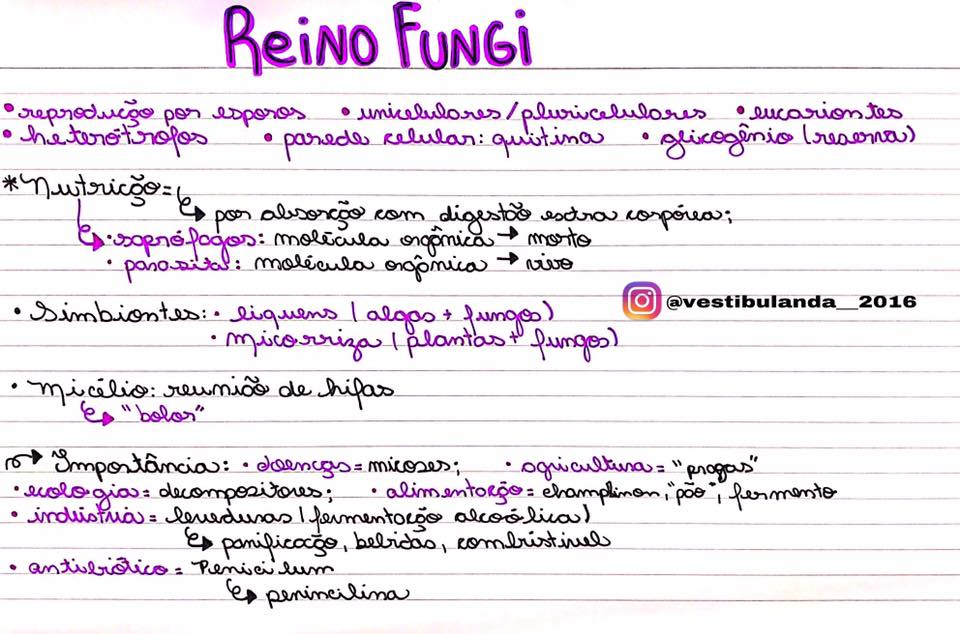 Reino Fungi
• reprodução por esporos • unicelulares/pluricelulares • eucariontes
• heterótrofos • parede celular: quitina • glicogênio (reserva)
* Nutrição =
↳ por absorção com digestão extra corpórea;
↳ • saprófagos: molécula orgânica → morto
• parasita: molécula orgânica → vivo
@vestibulanda__2016
• Simbiontes: • liquens (algas + fungos)
• micorriza (plantas + fungos)
• Micélio: reunião de hifas
↳ "bolor"
→ Importância: • doenças = micoses; • agricultura = "pragas"
• ecologia = decompositores; • alimentação = champlinon, "pão", fermento
• indústria = leveduras (fermentação alcoólica)
↳ panificação, bebidas, combristivel
• antibiótico = Penicilum
↳ penincilina